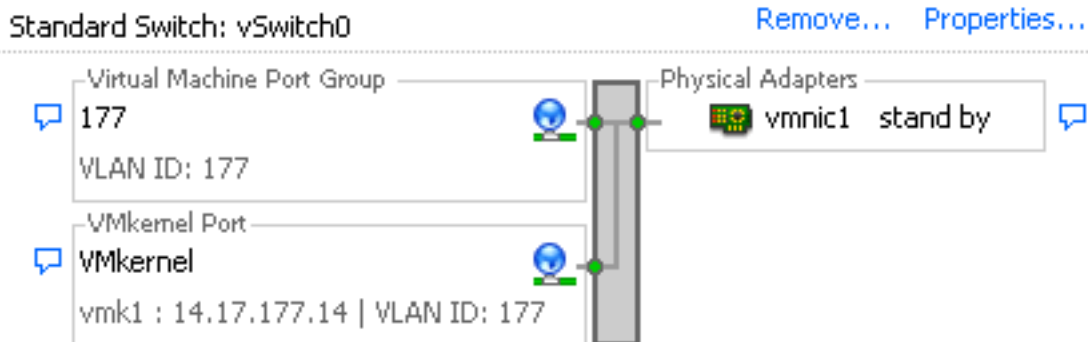 Standard Switch: vSwitch0
Remove... Properties...
Virtual Machine Port Group
177
VLAN ID: 177
Physical Adapters
vmnic1 stand by
VMkernel Port
VMkernel
vmk1 : 14.17.177.14 | VLAN ID: 177